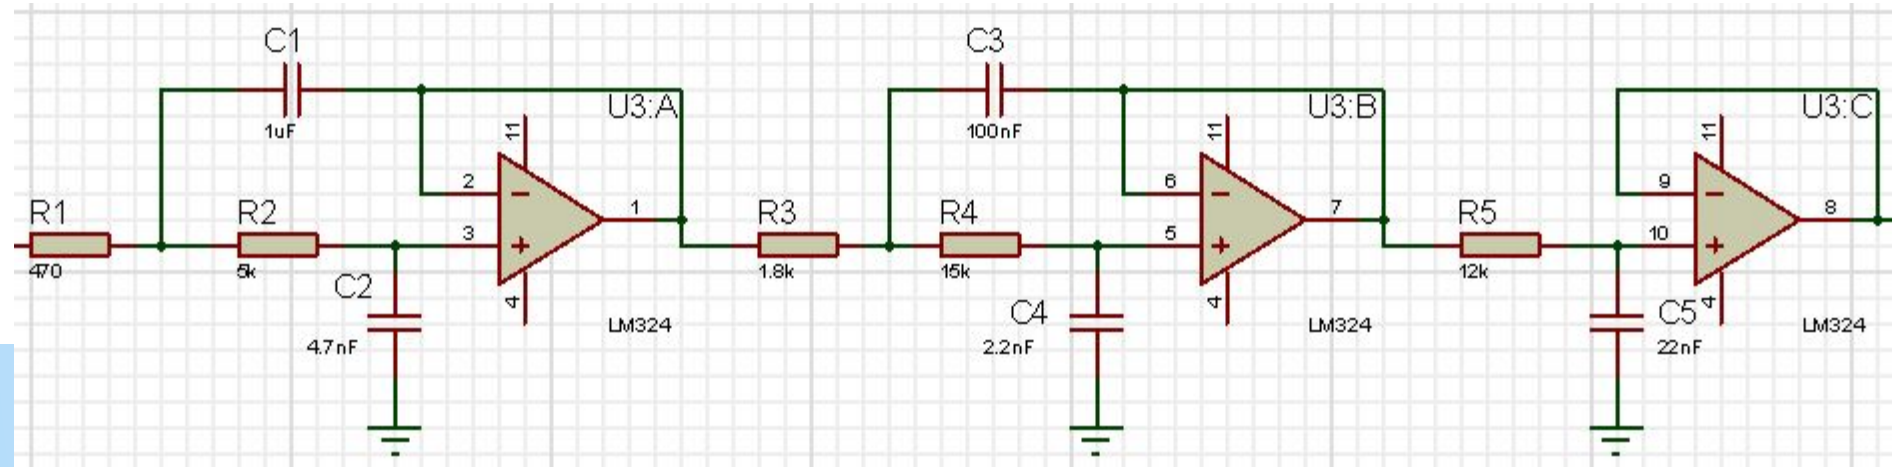 C1
1uF
U3:A
11
2
1
3
4
LM324
R1
470
R2
5k
C2
4.7nF
C3
100nF
U3:B
11
6
7
5
4
LM324
R3
1.8k
R4
15k
C4
2.2nF
U3:C
11
9
8
10
4
LM324
R5
12k
C5
22nF